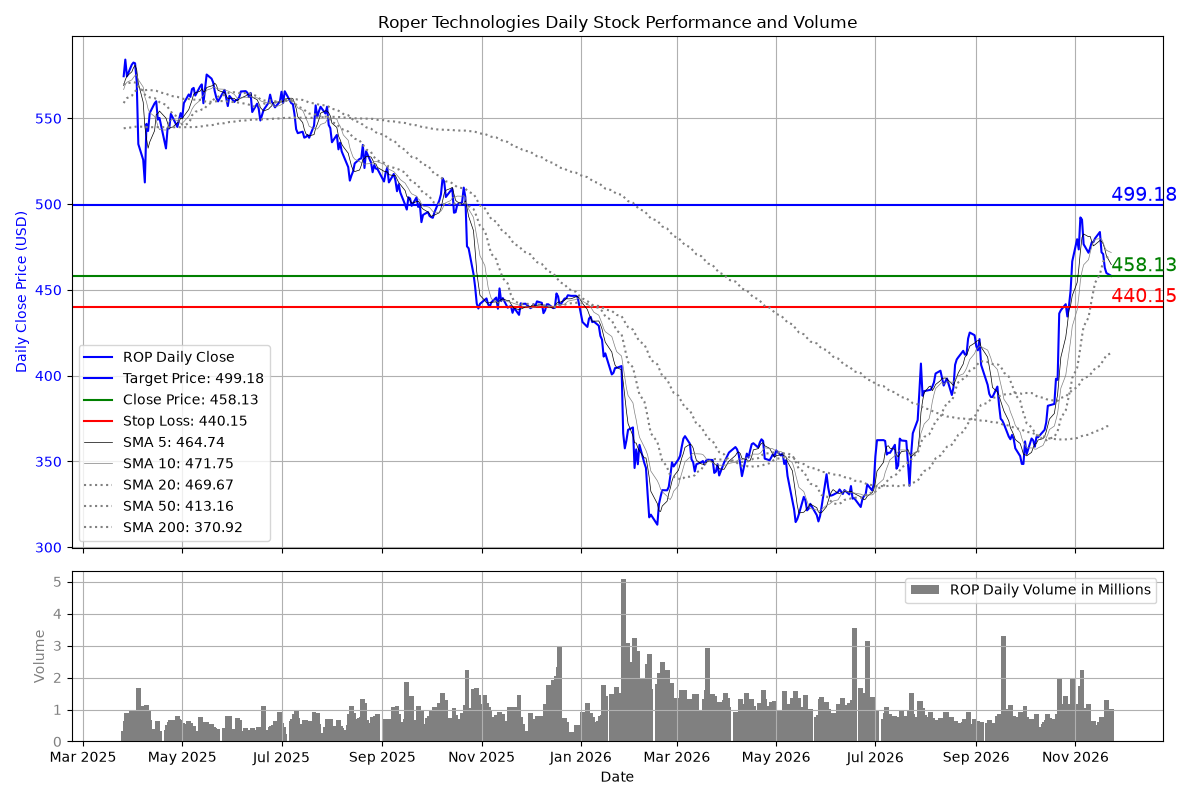 Roper Technologies Daily Stock Performance and Volume
Daily Close Price (USD)
550
500
450
400
350
300
499.18
458.13
440.15
ROP Daily Close
Target Price: 499.18
Close Price: 458.13
Stop Loss: 440.15
SMA 5: 464.74
SMA 10: 471.75
SMA 20: 469.67
SMA 50: 413.16
SMA 200: 370.92
Volume
5
4
3
2
1
0
ROP Daily Volume in Millions
Mar 2025 May 2025 Jul 2025 Sep 2025 Nov 2025 Jan 2026 Mar 2026 May 2026 Jul 2026 Sep 2026 Nov 2026
Date